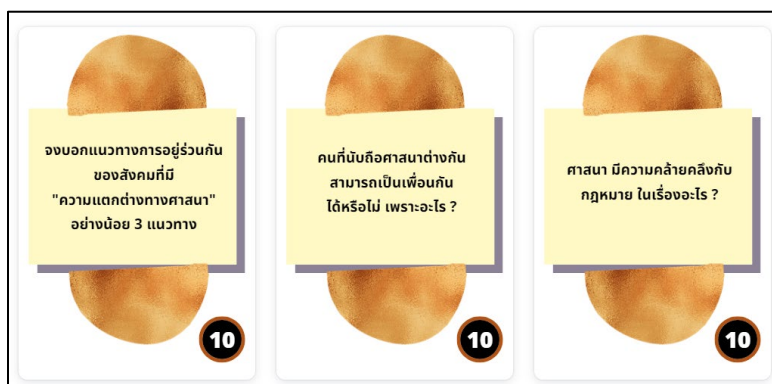 จงบอกแนวทางการอยู่ร่วมกัน
ของสังคมที่มี
"ความแตกต่างทางศาสนา"
อย่างน้อย 3 แนวทาง
10
คนที่นับถือศาสนาต่างกัน
สามารถเป็นเพื่อนกัน
ได้หรือไม่ เพราะอะไร ?
10
ศาสนา มีความคล้ายคลึงกับ
กฎหมาย ในเรื่องอะไร ?
10